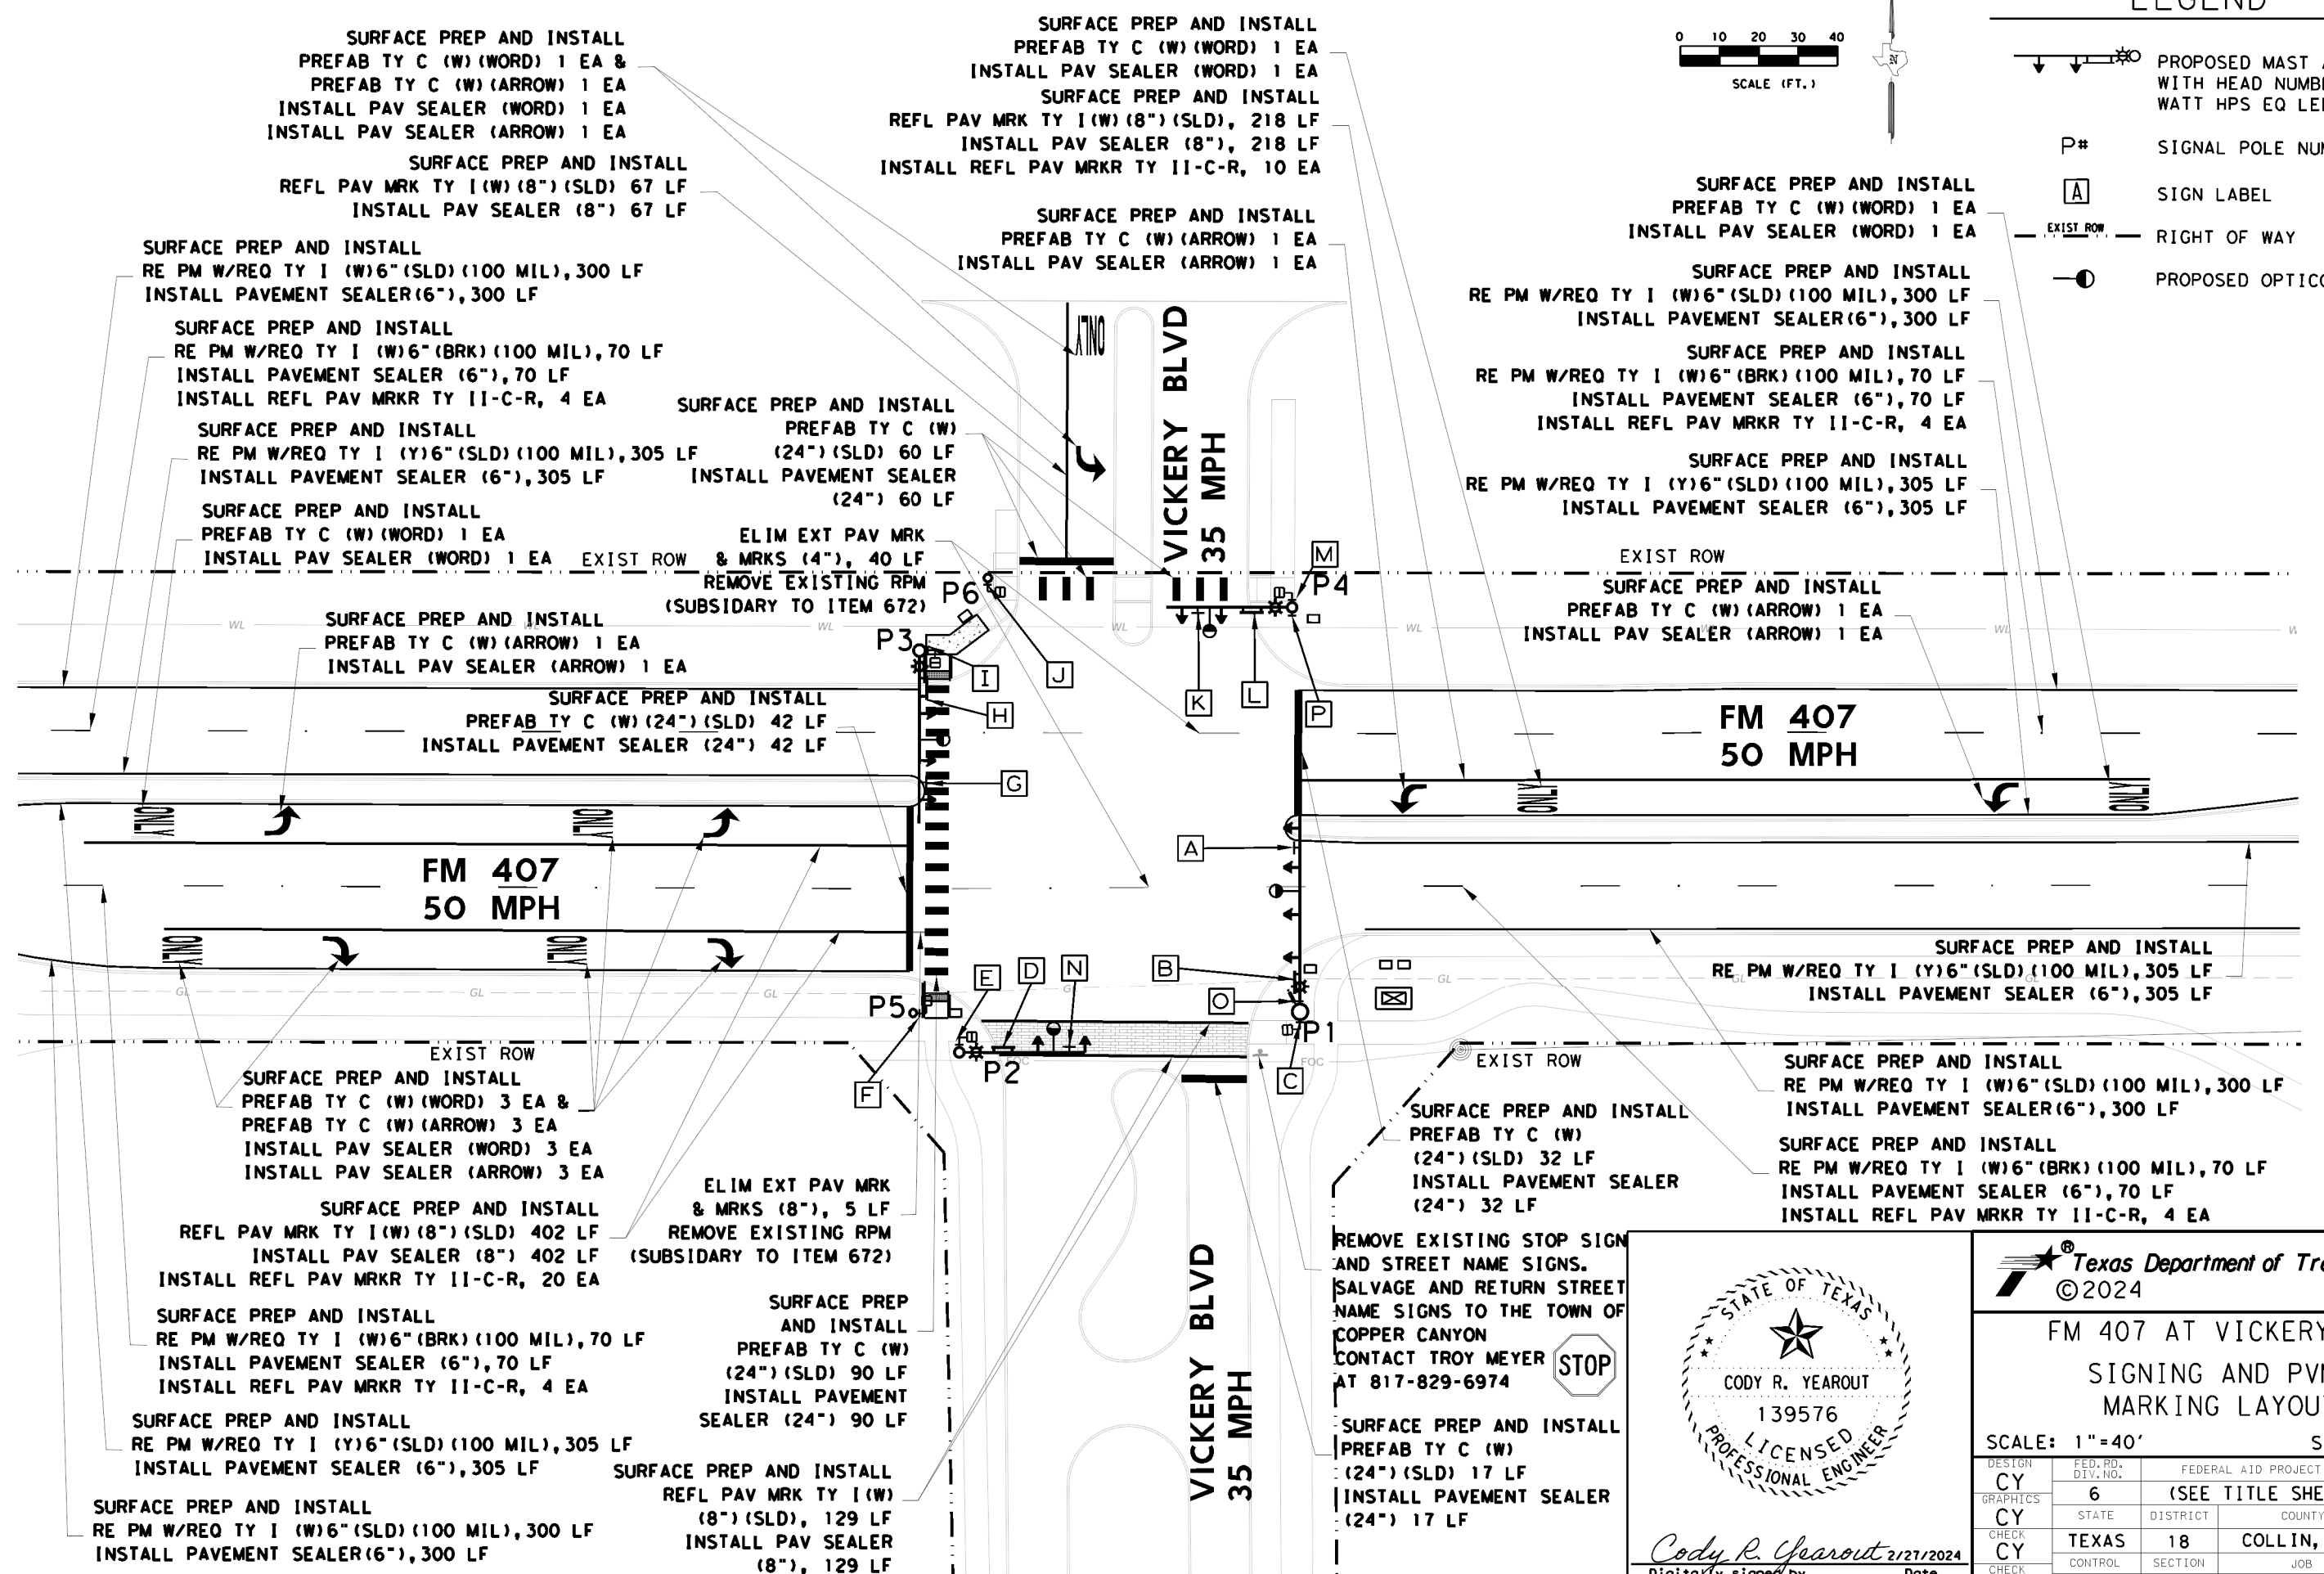 SURFACE PREP AND INSTALL
PREFAB TY C (W)(WORD) 1 EA &
PREFAB TY C (W)(ARROW) 1 EA
INSTALL PAV SEALER (WORD) 1 EA
INSTALL PAV SEALER (ARROW) 1 EA
SURFACE PREP AND INSTALL
REFL PAV MRK TY I(W)(8")(SLD) 67 LF
INSTALL PAV SEALER (8") 67 LF
SURFACE PREP AND INSTALL
RE PM W/REQ TY I (W)6"(SLD)(100 MIL),300 LF
INSTALL PAVEMENT SEALER(6"),300 LF
SURFACE PREP AND INSTALL
RE PM W/REQ TY I (W)6"(BRK)(100 MIL),70 LF
INSTALL PAVEMENT SEALER (6"),70 LF
INSTALL REFL PAV MRKR TY II-C-R, 4 EA
SURFACE PREP AND INSTALL
RE PM W/REQ TY I (Y)6"(SLD)(100 MIL),305 LF
INSTALL PAVEMENT SEALER (6"),305 LF
SURFACE PREP AND INSTALL
PREFAB TY C (W)(WORD) 1 EA
INSTALL PAV SEALER (WORD) 1 EA
EXIST ROW
SURFACE PREP AND INSTALL
PREFAB TY C (W)
(24")(SLD) 60 LF
INSTALL PAVEMENT SEALER
(24") 60 LF
ELIM EXT PAV MRK
& MRKS (4"), 40 LF
REMOVE EXISTING RPM
(SUBSIDARY TO ITEM 672)
SURFACE PREP AND INSTALL
PREFAB TY C (W)(ARROW) 1 EA
INSTALL PAV SEALER (ARROW) 1 EA
SURFACE PREP AND INSTALL
PREFAB TY C (W)(24")(SLD) 42 LF
INSTALL PAVEMENT SEALER (24") 42 LF
SURFACE PREP AND INSTALL
PREFAB TY C (W)(WORD) 1 EA
INSTALL PAV SEALER (WORD) 1 EA
SURFACE PREP AND INSTALL
REFL PAV MRK TY I(W)(8")(SLD), 218 LF
INSTALL PAV SEALER (8"), 218 LF
INSTALL REFL PAV MRKR TY II-C-R, 10 EA
SURFACE PREP AND INSTALL
PREFAB TY C (W)(ARROW) 1 EA
INSTALL PAV SEALER (ARROW) 1 EA
0 10 20 30 40
SCALE (FT.)
N
LEGEND
PROPOSED MAST
WITH HEAD
WATT HPS EQ
P#
SIGNAL POLE
A
SIGN LABEL
EXIST ROW
RIGHT OF WAY
PROPOSED
SURFACE PREP AND INSTALL
PREFAB TY C (W)(WORD) 1 EA
INSTALL PAV SEALER (WORD) 1 EA
SURFACE PREP AND INSTALL
RE PM W/REQ TY I (W)6"(SLD)(100 MIL),300 LF
INSTALL PAVEMENT SEALER(6"),300 LF
SURFACE PREP AND INSTALL
RE PM W/REQ TY I (W)6"(BRK)(100 MIL),70 LF
INSTALL PAVEMENT SEALER (6"),70 LF
INSTALL REFL PAV MRKR TY II-C-R, 4 EA
SURFACE PREP AND INSTALL
RE PM W/REQ TY I (Y)6"(SLD)(100 MIL),305 LF
INSTALL PAVEMENT SEALER (6"),305 LF
EXIST ROW
SURFACE PREP AND INSTALL
PREFAB TY C (W)(ARROW) 1 EA
INSTALL PAV SEALER (ARROW) 1 EA
ONLY
VICKERY BLVD
35 MPH
P6
P3
P4
M
WL WL WL WL WL WL
I
J
H
K
L
P
G
A
FM 407
50 MPH
ONLY
ONLY
ONLY
ONLY
FM 407
50 MPH
ONLY
ONLY
B
O
E
D
N
GL GL GL GL GL GL
P5
P2
P1
F
C
FOC
FOC
SURFACE PREP AND INSTALL
RE PM W/REQ TY I (Y)6"(SLD)(100 MIL),305 LF
INSTALL PAVEMENT SEALER (6"),305 LF
EXIST ROW
SURFACE PREP AND INSTALL
PREFAB TY C (W)(WORD) 3 EA &
PREFAB TY C (W)(ARROW) 3 EA
INSTALL PAV SEALER (WORD) 3 EA
INSTALL PAV SEALER (ARROW) 3 EA
SURFACE PREP AND INSTALL
REFL PAV MRK TY I(W)(8")(SLD) 402 LF
INSTALL PAV SEALER (8") 402 LF
INSTALL REFL PAV MRKR TY II-C-R, 20 EA
SURFACE PREP AND INSTALL
RE PM W/REQ TY I (W)6"(BRK)(100 MIL),70 LF
INSTALL PAVEMENT SEALER (6"),70 LF
INSTALL REFL PAV MRKR TY II-C-R, 4 EA
SURFACE PREP AND INSTALL
RE PM W/REQ TY I (Y)6"(SLD)(100 MIL),305 LF
INSTALL PAVEMENT SEALER (6"),305 LF
SURFACE PREP AND INSTALL
RE PM W/REQ TY I (W)6"(SLD)(100 MIL),300 LF
INSTALL PAVEMENT SEALER(6"),300 LF
ELIM EXT PAV MRK
& MRKS (8"), 5 LF
REMOVE EXISTING RPM
(SUBSIDARY TO ITEM 672)
SURFACE PREP
AND INSTALL
PREFAB TY C (W)
(24")(SLD) 90 LF
INSTALL PAVEMENT
SEALER (24") 90 LF
SURFACE PREP AND INSTALL
REFL PAV MRK TY I(W)
(8")(SLD), 129 LF
INSTALL PAV SEALER
(8"), 129 LF
VICKERY BLVD
35 MPH
EXIST ROW
SURFACE PREP AND INSTALL
PREFAB TY C (W)
(24")(SLD) 32 LF
INSTALL PAVEMENT SEALER
(24") 32 LF
REMOVE EXISTING STOP SIGN
AND STREET NAME SIGNS.
SALVAGE AND RETURN STREET
NAME SIGNS TO THE TOWN OF
COPPER CANYON
CONTACT TROY MEYER
AT 817-829-6974
STOP
SURFACE PREP AND INSTALL
PREFAB TY C (W)
(24")(SLD) 17 LF
INSTALL PAVEMENT SEALER
(24") 17 LF
SURFACE PREP AND INSTALL
RE PM W/REQ TY I (W)6"(SLD)(100 MIL),300 LF
INSTALL PAVEMENT SEALER(6"),300 LF
SURFACE PREP AND INSTALL
RE PM W/REQ TY I (W)6"(BRK)(100 MIL),70 LF
INSTALL PAVEMENT SEALER (6"),70 LF
INSTALL REFL PAV MRKR TY II-C-R, 4 EA
STATE OF TEXAS
CODY R. YEAROUT
139576
LICENSED
PROFESSIONAL ENGINEER
Cody R. Yearout 2/27/2024
Digitally signed by Date
® Texas Department of
©2024
FM 407 AT VICKERY
SIGNING AND
MARKING
SCALE: 1"=40'
DESIGN
CY
FED.RD. DIV.NO.
6
FEDERAL AID PROJECT
(SEE TITLE
GRAPHICS
CY
STATE
TEXAS
DISTRICT
18
COUNTY
COLLIN,
CHECK
CY
CONTROL
SECTION
JOB
CHECK